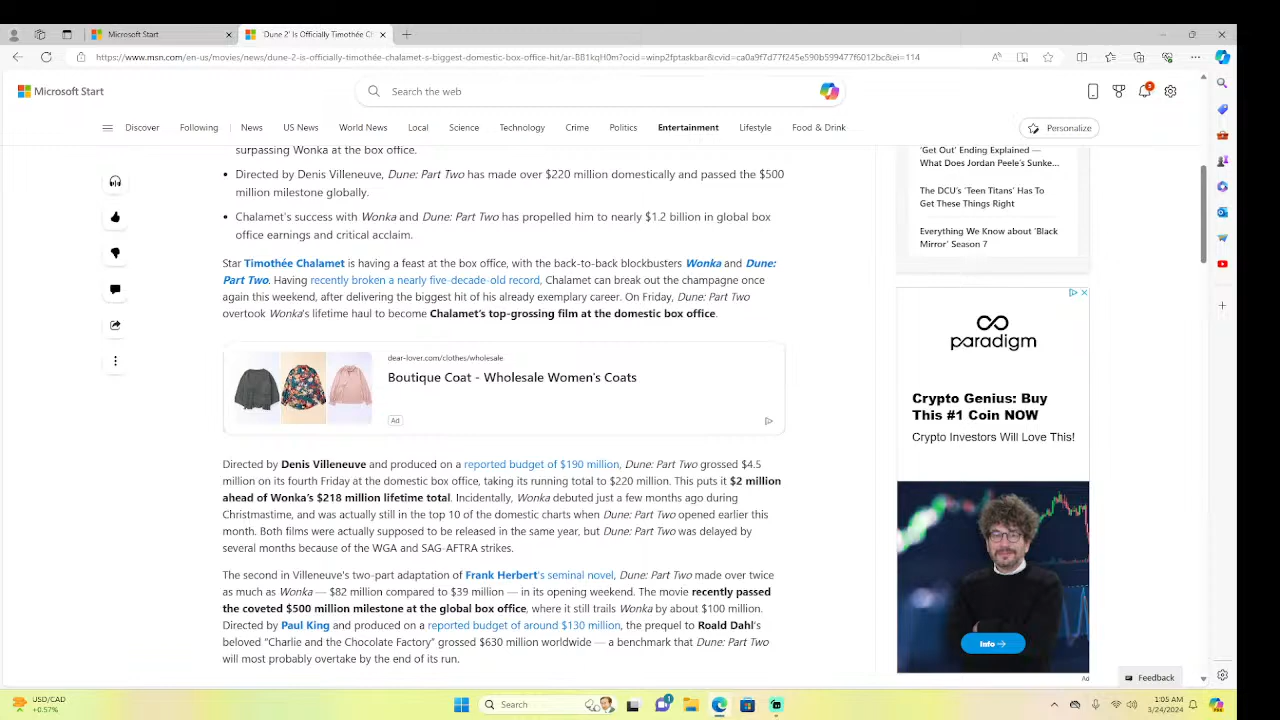 Microsoft Start
'Dune 2' Is Officially Timothée C
https://www.msn.com/en-us/movies/news/dune-2-is-officially-timothée-chalamet-s-biggest-domestic-box-office-hit/ar-BB1kqH0m?ocid=winp2fptaskbar&cvid=ca0a9f7d77f245e590b599477f6012bc&ei=114
Microsoft Start
Search the web
3
Discover
Following
News
US News
World News
Local
Science
Technology
Crime
Politics
Entertainment
Lifestyle
Food & Drink
Personalize
surpassing Wonka at the box office.
• Directed by Denis Villeneuve, Dune: Part Two has made over $220 million domestically and passed the $500
million milestone globally.
• Chalamet's success with Wonka and Dune: Part Two has propelled him to nearly $1.2 billion in global box
office earnings and critical acclaim.
Star Timothée Chalamet is having a feast at the box office, with the back-to-back blockbusters Wonka and Dune:
Part Two. Having recently broken a nearly five-decade-old record, Chalamet can break out the champagne once
again this weekend, after delivering the biggest hit of his already exemplary career. On Friday, Dune: Part Two
overtook Wonka's lifetime haul to become Chalamet's top-grossing film at the domestic box office.
dear-lover.com/clothes/wholesale
Boutique Coat - Wholesale Women's Coats
Ad
Directed by Denis Villeneuve and produced on a reported budget of $190 million, Dune: Part Two grossed $4.5
million on its fourth Friday at the domestic box office, taking its running total to $220 million. This puts it $2 million
ahead of Wonka's $218 million lifetime total. Incidentally, Wonka debuted just a few months ago during
Christmastime, and was actually still in the top 10 of the domestic charts when Dune: Part Two opened earlier this
month. Both films were actually supposed to be released in the same year, but Dune: Part Two was delayed by
several months because of the WGA and SAG-AFTRA strikes.
The second in Villeneuve's two-part adaptation of Frank Herbert's seminal novel, Dune: Part Two made over twice
as much as Wonka — $82 million compared to $39 million — in its opening weekend. The movie recently passed
the coveted $500 million milestone at the global box office, where it still trails Wonka by about $100 million.
Directed by Paul King and produced on a reported budget of around $130 million, the prequel to Roald Dahl's
beloved "Charlie and the Chocolate Factory" grossed $630 million worldwide — a benchmark that Dune: Part Two
will most probably overtake by the end of its run.
'Get Out' Ending Explained —
What Does Jordan Peele's Sunke...
The DCU's 'Teen Titans' Has To
Get These Things Right
Everything We Know about 'Black
Mirror' Season 7
paradigm
Crypto Genius: Buy
This #1 Coin NOW
Crypto Investors Will Love This!
Info →
Ad
Feedback
USD/CAD
+0.57%
Search
1
1:05 AM
3/24/2024